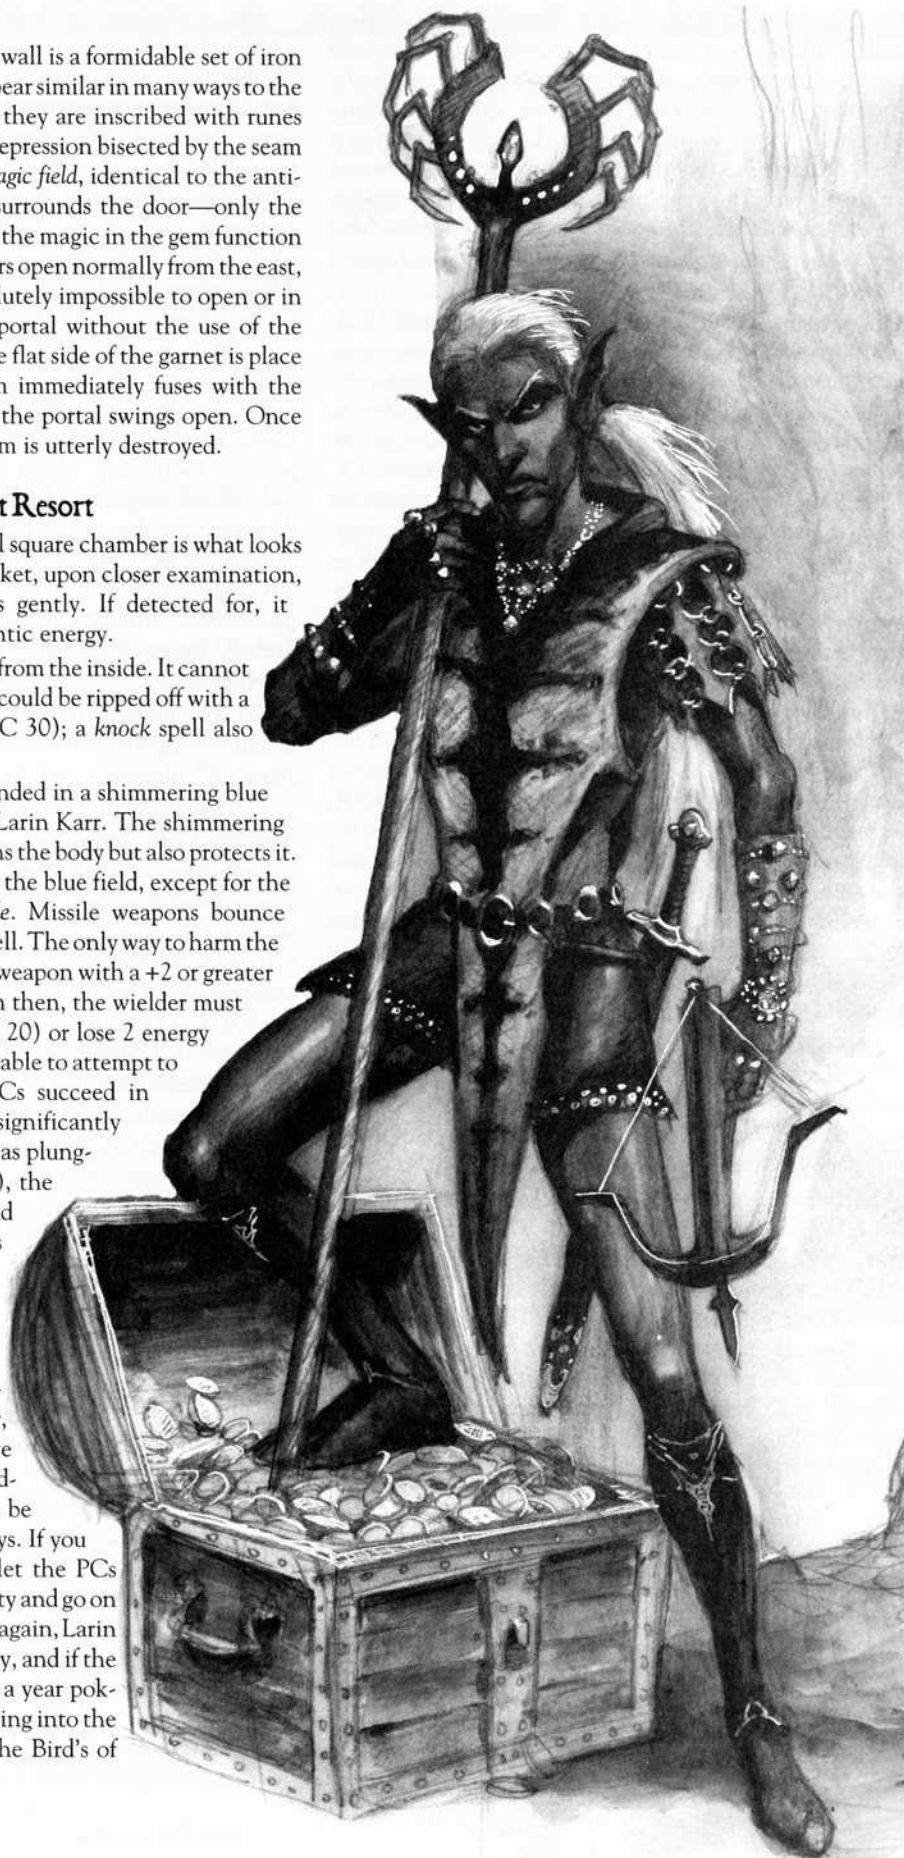 wall is a formidable set of iron
pear similar in many ways to the
they are inscribed with runes
epression bisected by the seam
agic field, identical to the anti-
surrounds the door—only the
the magic in the gem function
rs open normally from the east,
lutely impossible to open or in
portal without the use of the
e flat side of the garnet is place
n immediately fuses with the
the portal swings open. Once
m is utterly destroyed.
t Resort
l square chamber is what looks
ket, upon closer examination,
s gently. If detected for, it
ntic energy.
from the inside. It cannot
could be ripped off with a
C 30); a knock spell also
nded in a shimmering blue
Larin Karr. The shimmering
ns the body but also protects it.
the blue field, except for the
e. Missile weapons bounce
ell. The only way to harm the
weapon with a +2 or greater
n then, the wielder must
20) or lose 2 energy
able to attempt to
Cs succeed in
significantly
as plung-
), the
d
s
-
,
e
d-
be
ys. If you
let the PCs
ty and go on
again, Larin
y, and if the
a year pok-
ing into the
he Bird's of